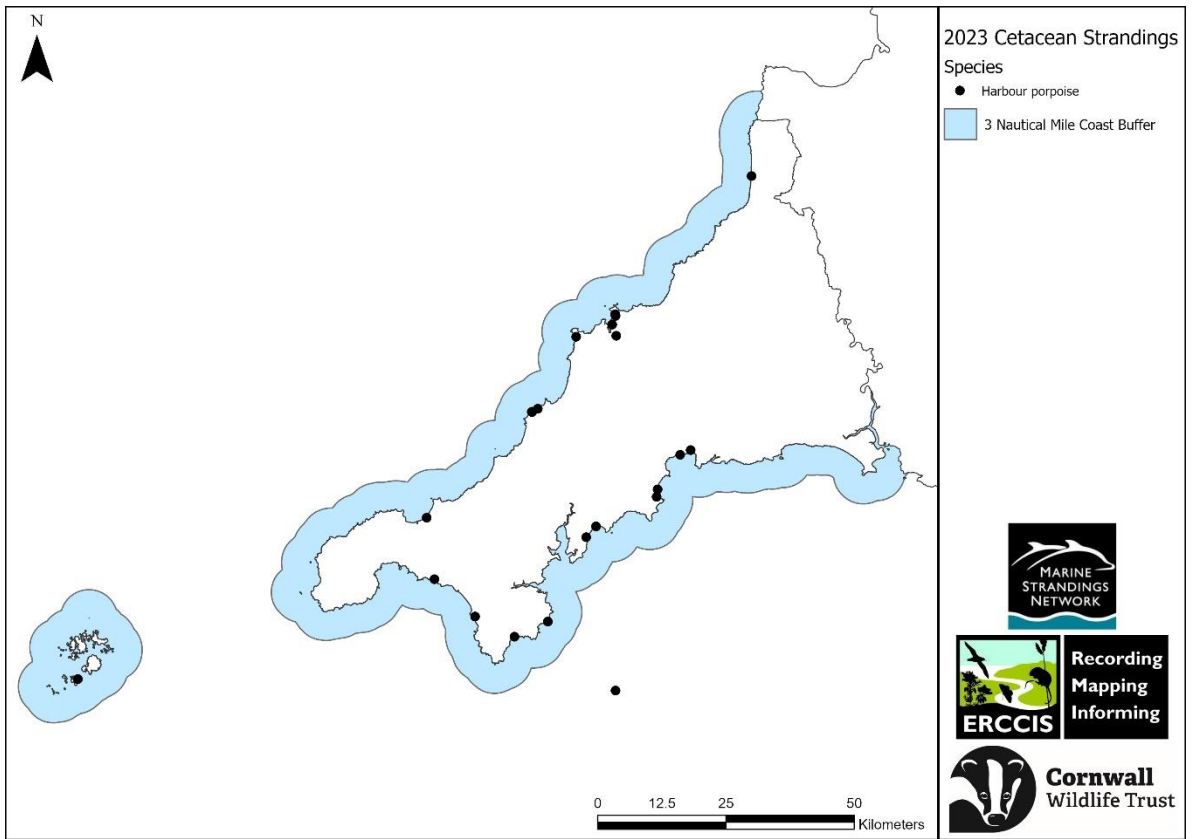 N
2023 Cetacean Strandings
Species
Harbour porpoise
3 Nautical Mile Coast Buffer
MARINE
STRANDINGS
NETWORK
ERCCIS
Recording
Mapping
Informing
Cornwall
Wildlife Trust
0 12.5 25 50
Kilometers